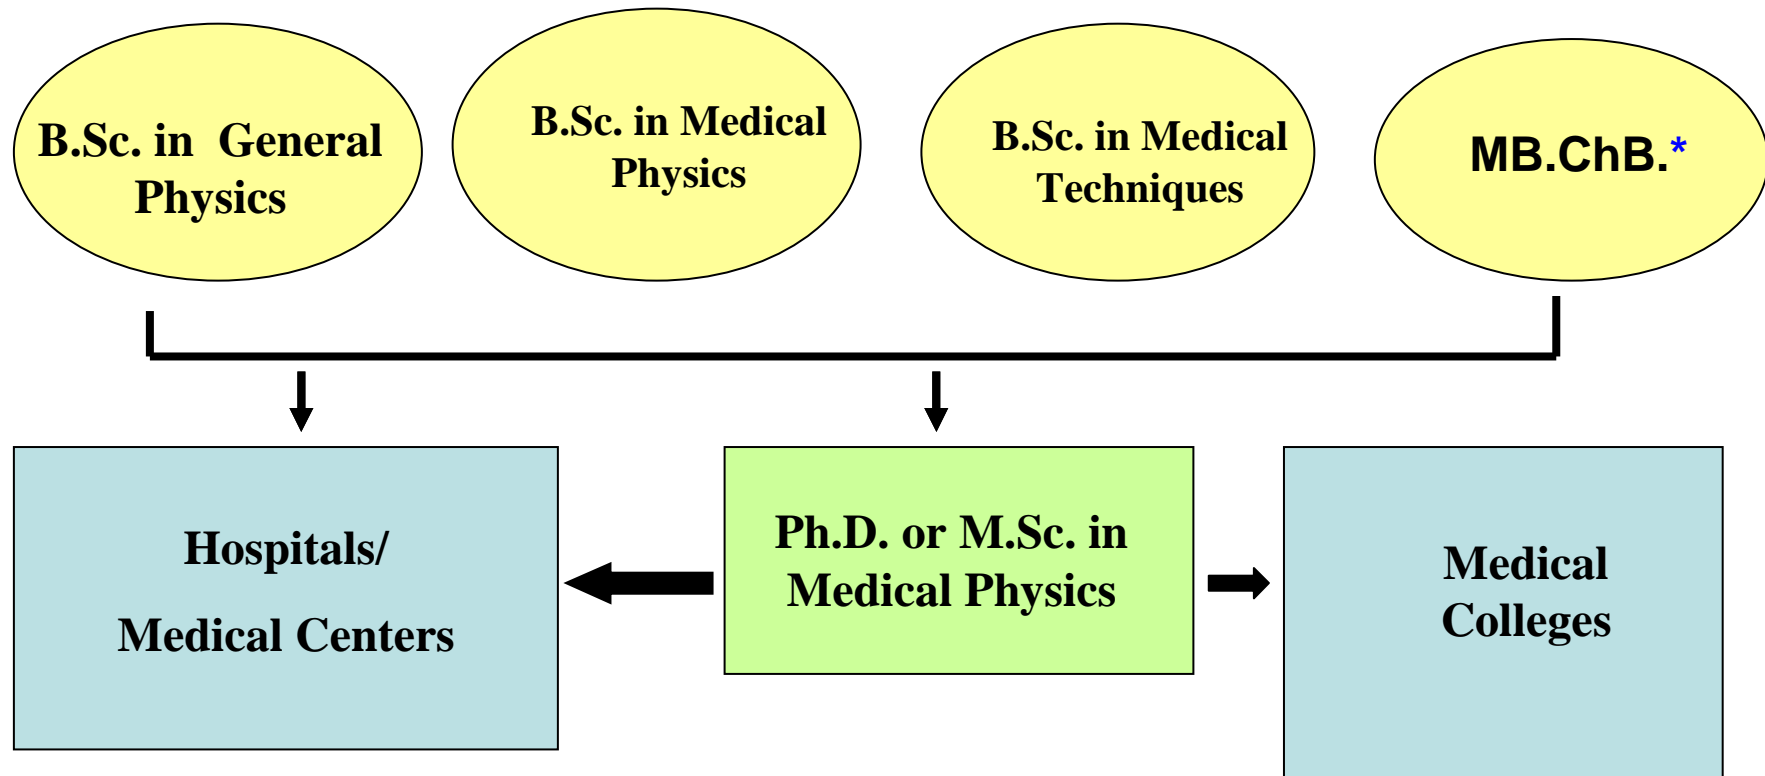 B.Sc. in  General
Physics
B.Sc. in Medical
Physics
B.Sc. in Medical
Techniques
MB.ChB.*
Hospitals/
Medical Centers
Ph.D. or M.Sc. in
Medical Physics
Medical
Colleges